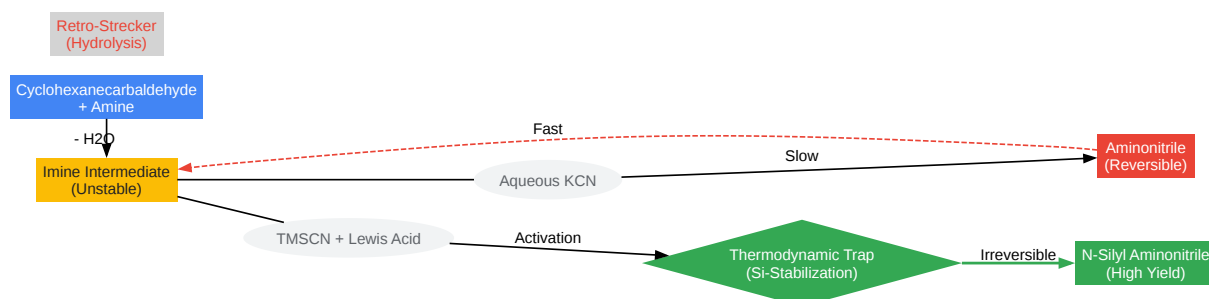 Retro-Strecker
(Hydrolysis)
Cyclohexanecarbaldehyde
+ Amine
- H2O
Imine Intermediate
(Unstable)
Fast
Slow
Aqueous KCN
Aminonitrile
(Reversible)
TMSCN + Lewis Acid
Activation
Thermodynamic Trap
(Si-Stabilization)
Irreversible
N-Silyl Aminonitrile
(High Yield)